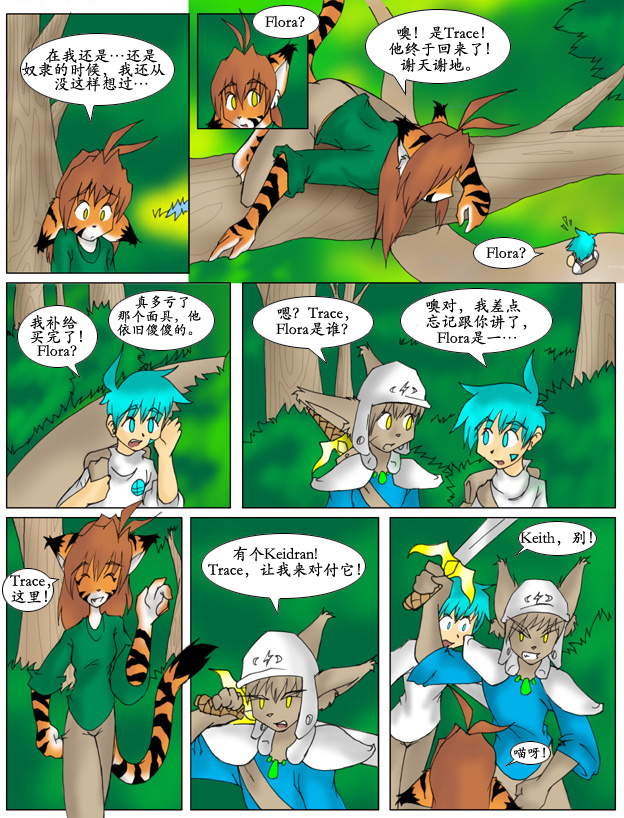 在我还是…还是
奴隶的时候，我还从
没这样想过…
Flora?
噢！是Trace!
他终于回来了！
谢天谢地。
Flora?
我补给
买完了！
Flora?
真多亏了
那个面具，他
依旧傻傻的。
嗯？Trace,
Flora是谁？
噢对，我差点
忘记跟你讲了，
Flora是一…
Trace,
这里！
有个Keidran!
Trace，让我来对付它！
Keith，别！
喵呀！